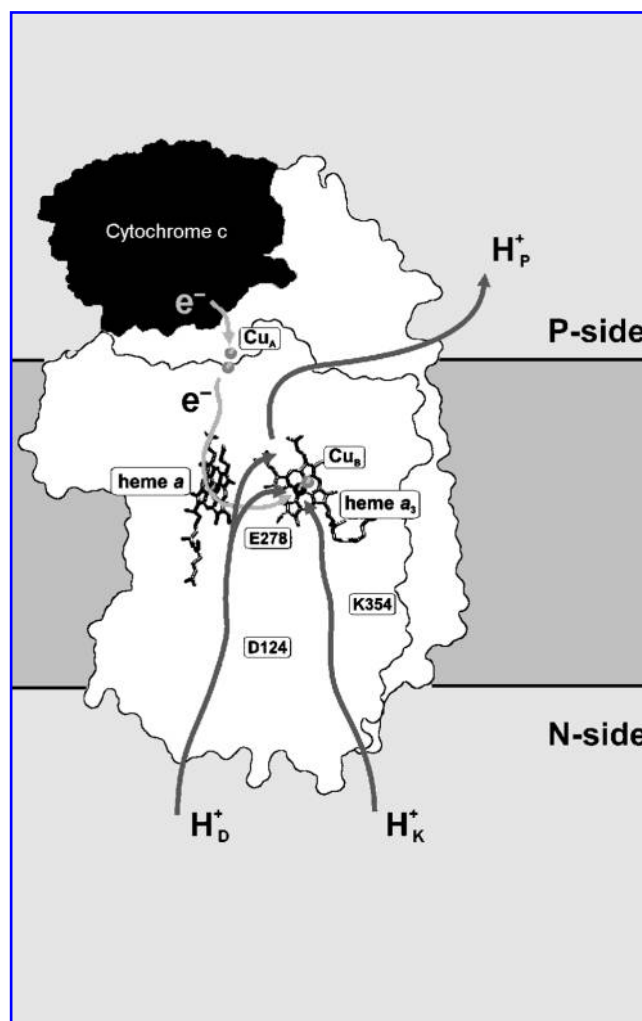 Cytochrome c
H⁺P
e⁻
P-side
CuA
e⁻
CuB
heme a
heme a3
E278
K354
D124
N-side
H⁺D
H⁺K